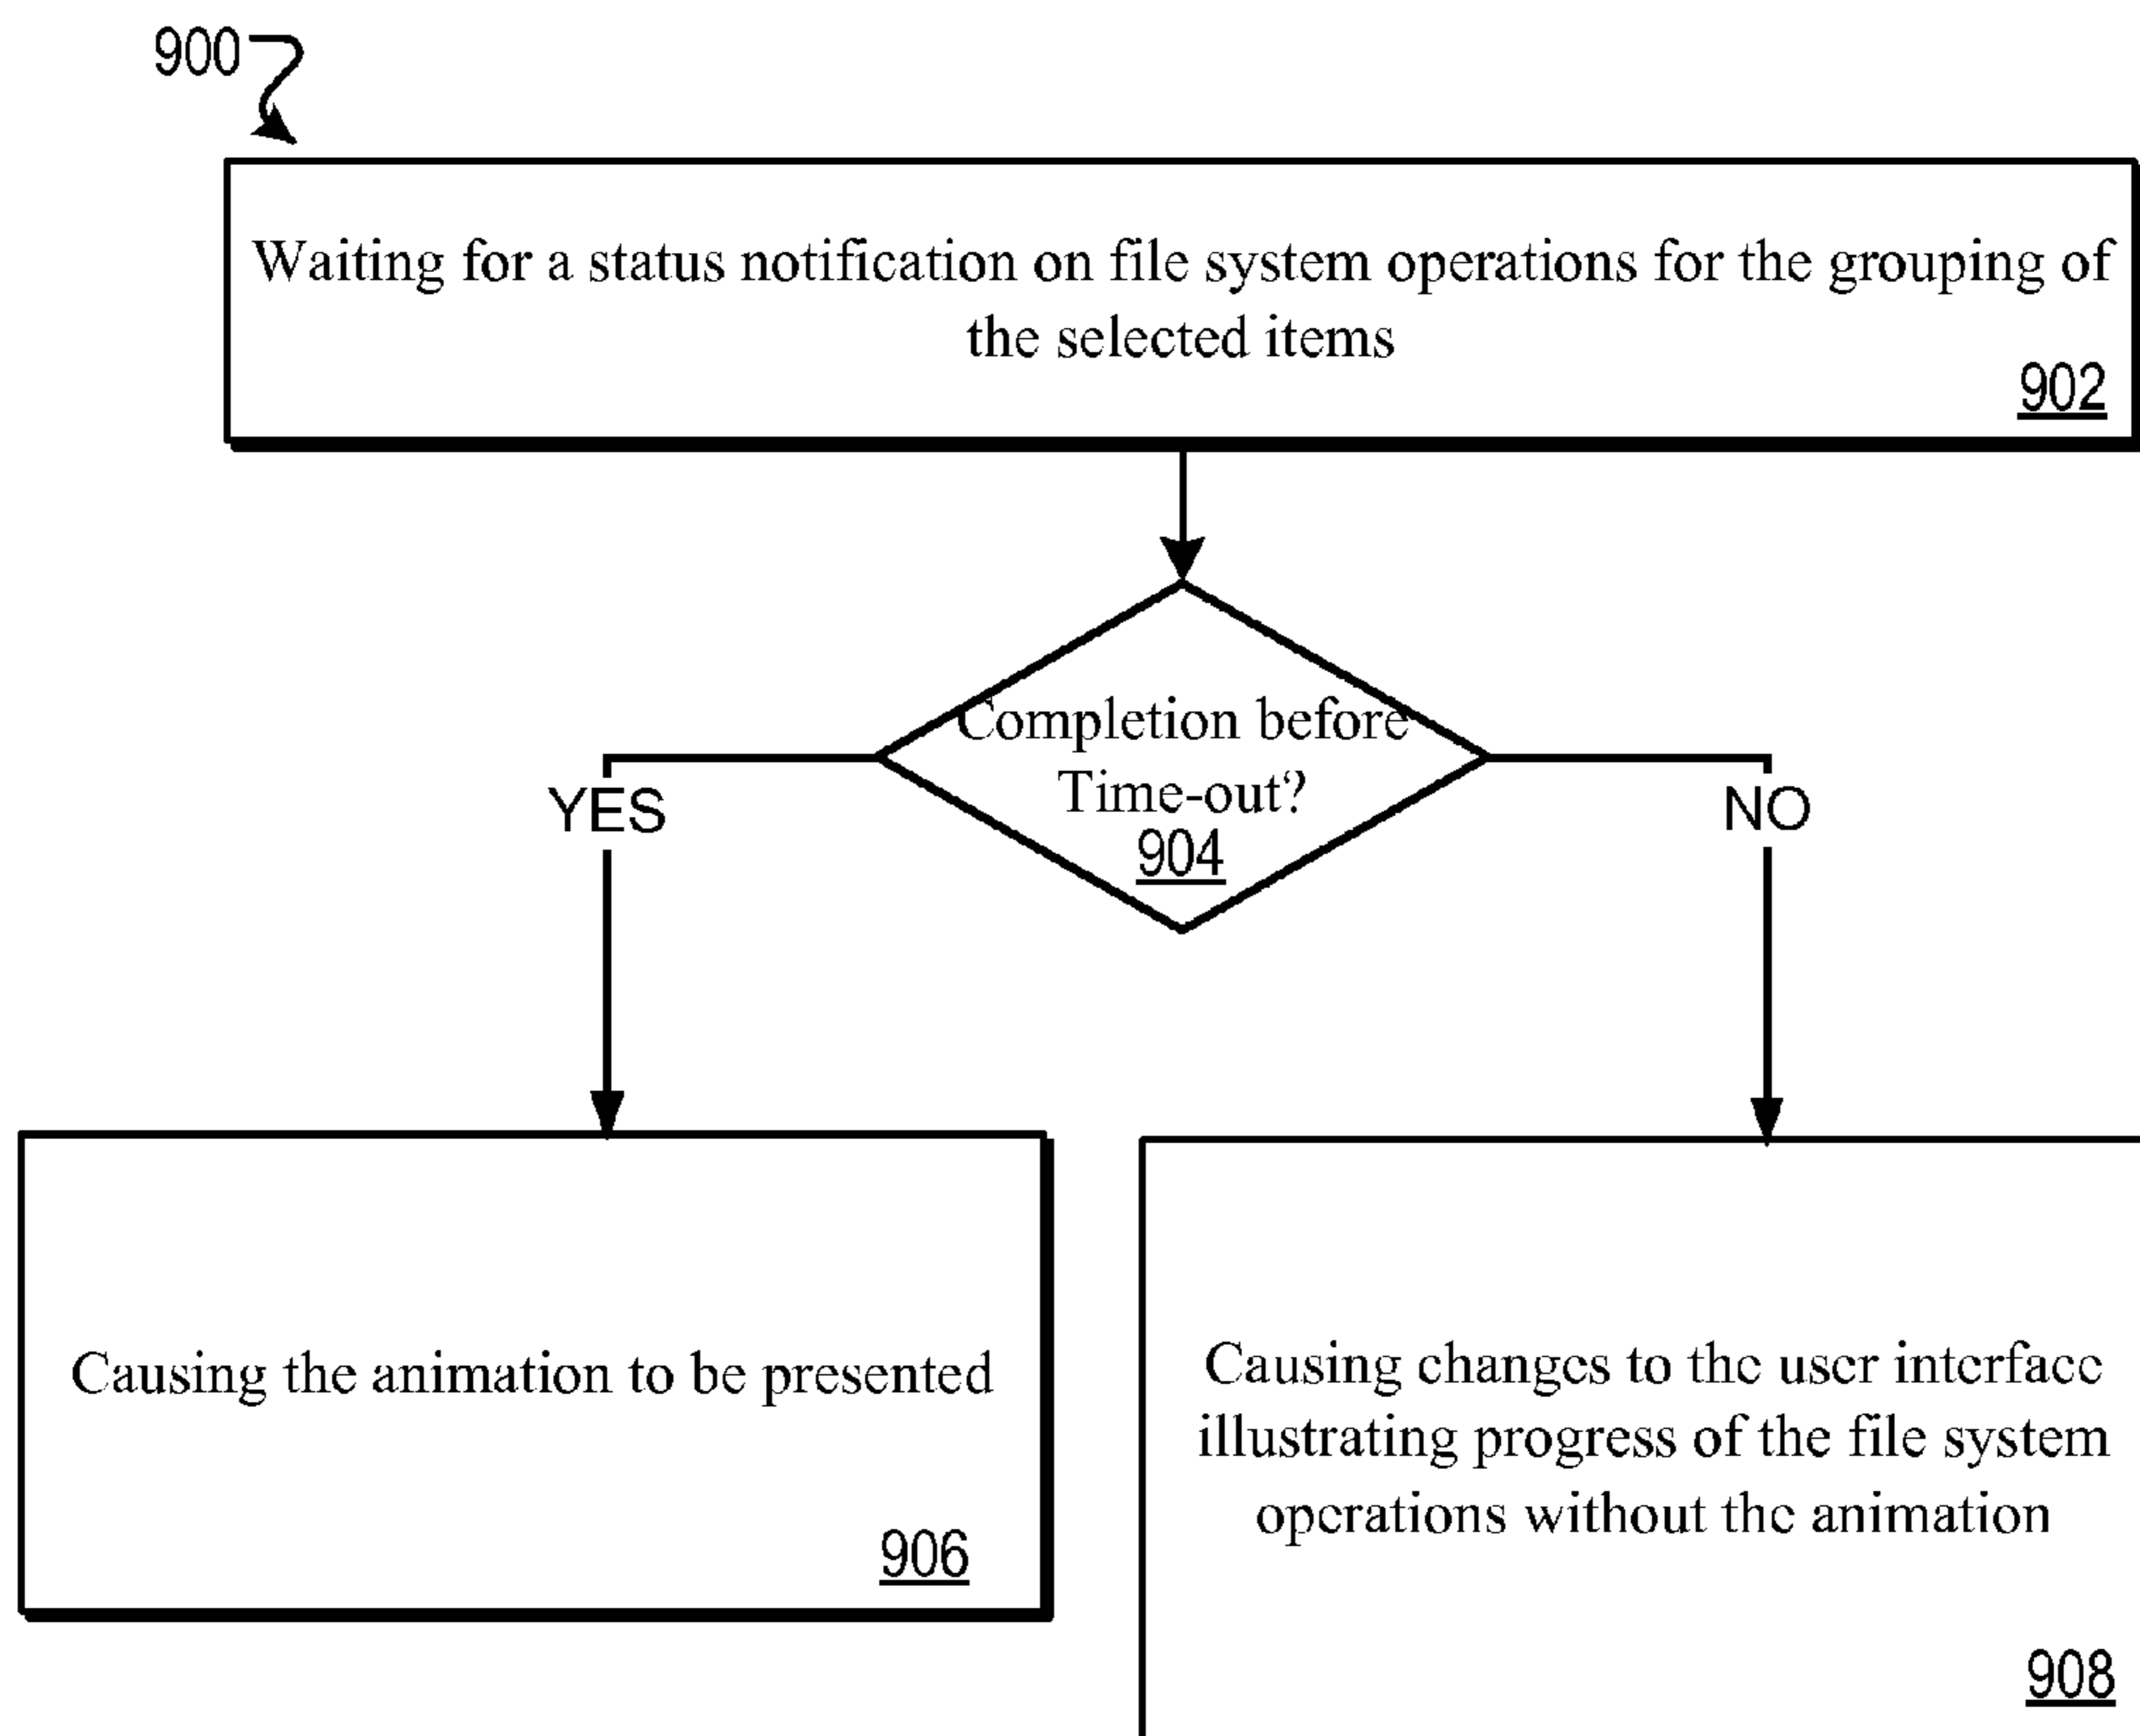 900
Waiting for a status notification on file system operations for the grouping of
the selected items
902
Completion before
Time-out?
904
YES
NO
Causing the animation to be presented
906
Causing changes to the user interface
illustrating progress of the file system
operations without the animation
908